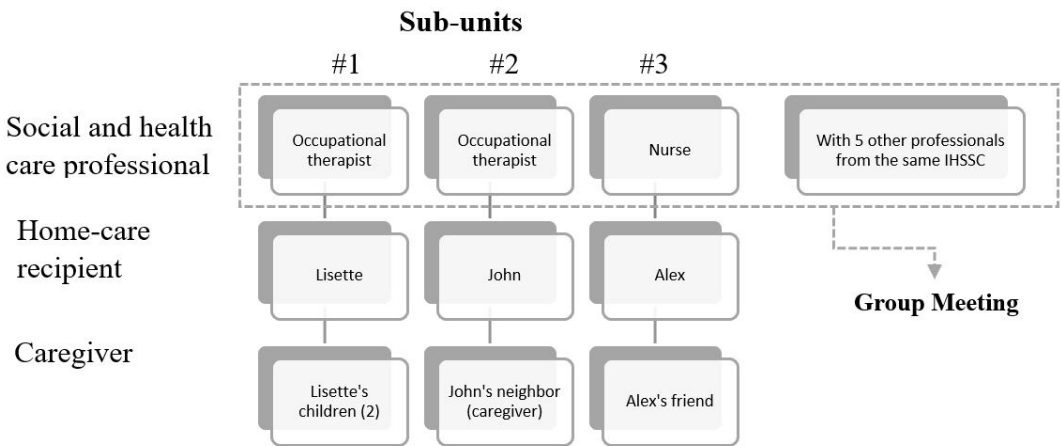 Sub-units
#1 #2 #3
Social and health
care professional
Occupational
therapist
Occupational
therapist
Nurse
With 5 other professionals
from the same IHSSC
Home-care
recipient
Lisette
John
Alex
Group Meeting
Caregiver
Lisette's
children (2)
John's neighbor
(caregiver)
Alex's friend